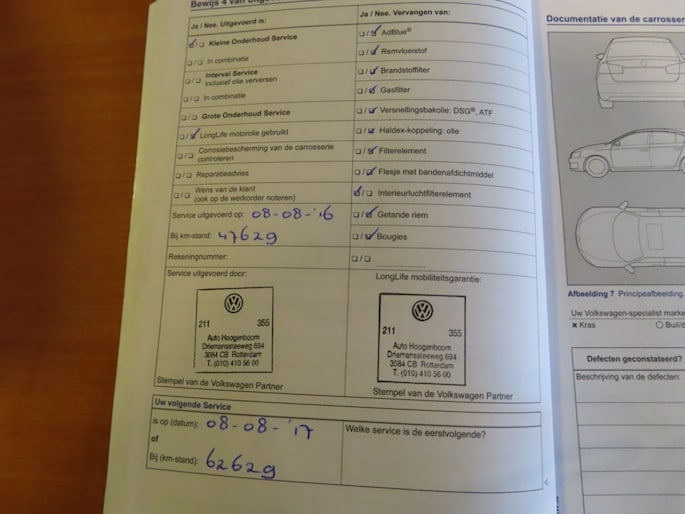 Bewijs 4 van
Ja / Nee. Uitgevoerd is:
Kleine Onderhoud Service
In combinatie
Interval Service
inclusief olie verversen
In combinatie
Grote Onderhoud Service
LongLife motorolie gebruikt
Corrosiebescherming van de carrosserie
controleren
Reparatieadvies
Wens van de klant
(ook op de werkorder noteren)
Service uitgevoerd op: 08-08-'16
Bij km-stand: 47629
Rekeningnummer:
Ja / Nee. Vervangen van:
AdBlue®
Remvloeistof
Brandstoffilter
Gasfilter
Versnellingsbakolie: DSG®, ATF
Haldex-koppeling: olie
Filterelement
Flesje met bandenafdichtmiddel
Interieurluchtfilterelement
Getande riem
Bougies
Service uitgevoerd door:
211 355
Auto Hoogenboom
Driemanssteeweg 694
3084 CB Rotterdam
T. (010) 410 56 00
Stempel van de Volkswagen Partner
LongLife mobiliteitsgarantie:
211 355
Auto Hoogenboom
Driemanssteeweg 694
3084 CB Rotterdam
T. (010) 410 56 00
Stempel van de Volkswagen Partner
Uw volgende Service
is op (datum): 08-08-'17
of
Bij (km-stand): 62629
Welke service is de eerstvolgende?
Documentatie van de carrosser
Afbeelding 7 Principeafbeelding
Uw Volkswagen-specialist marke
× Kras
Defecten geconstateerd?
Beschrijving van de defecten: